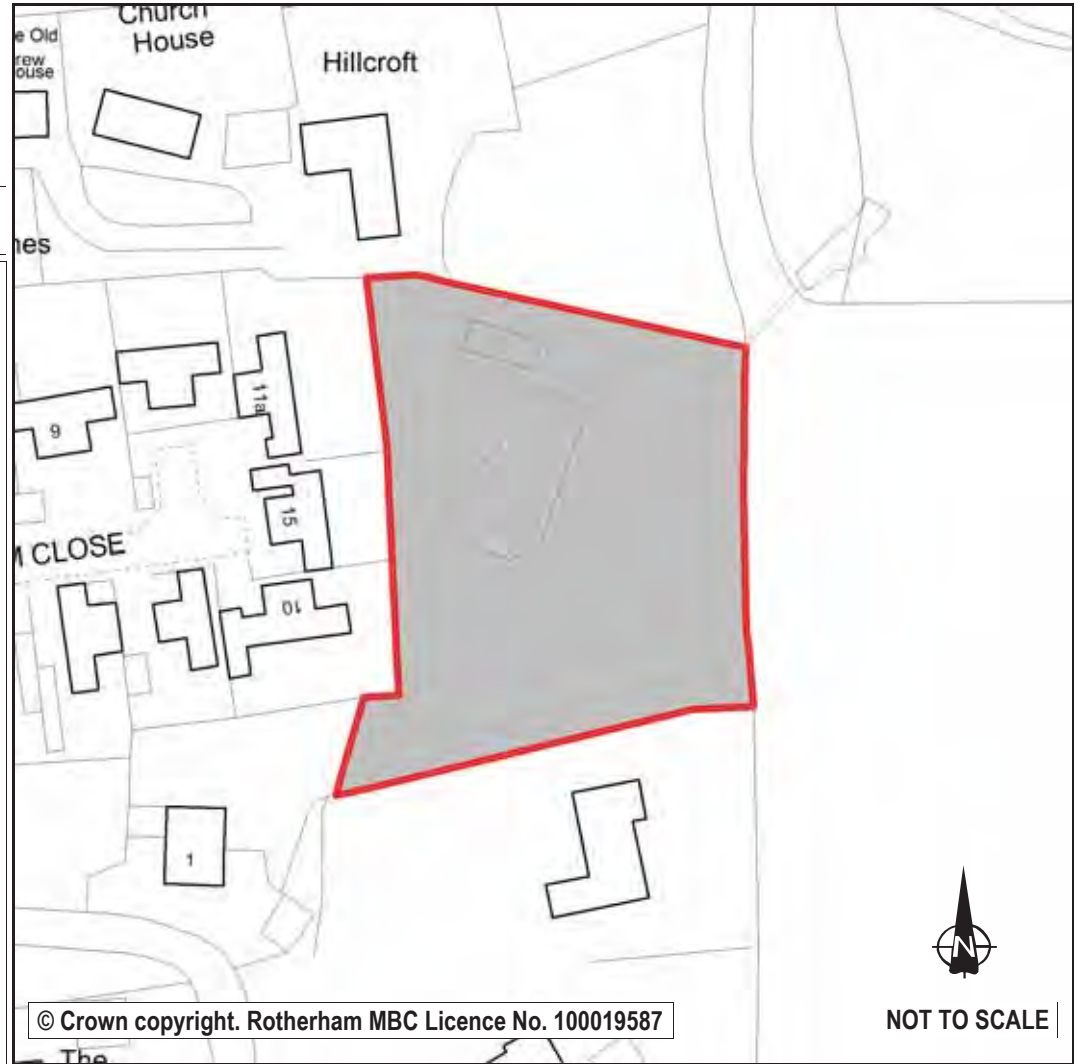 Church
House
e Old
rew
ouse
Hillcroft
nes
11a
9
15
M CLOSE
10
1
N
© Crown copyright. Rotherham MBC Licence No. 100019587
NOT TO SCALE
The